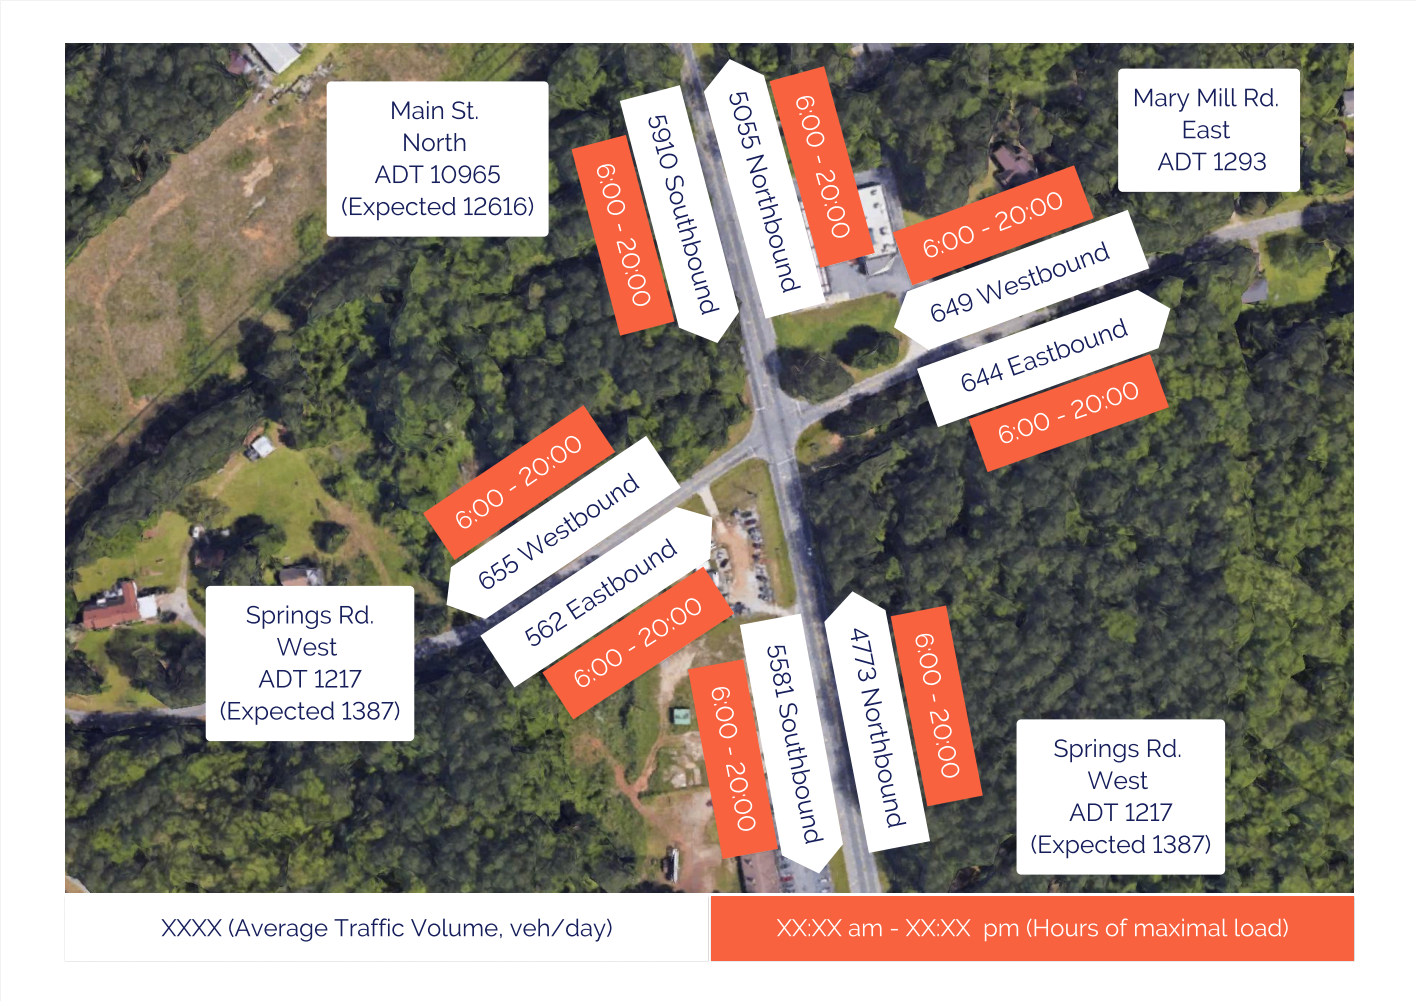 Main St.
North
ADT 10965
(Expected 12616)
6:00 - 20:00
5910 Southbound
5055 Northbound
6:00 - 20:00
Mary Mill Rd.
East
ADT 1293
6:00 - 20:00
649 Westbound
644 Eastbound
6:00 - 20:00
6:00 - 20:00
655 Westbound
562 Eastbound
6:00 - 20:00
Springs Rd.
West
ADT 1217
(Expected 1387)
6:00 - 20:00
5581 Southbound
4773 Northbound
6:00 - 20:00
Springs Rd.
West
ADT 1217
(Expected 1387)
XXXX (Average Traffic Volume, veh/day)
XX:XX am - XX:XX pm (Hours of maximal load)